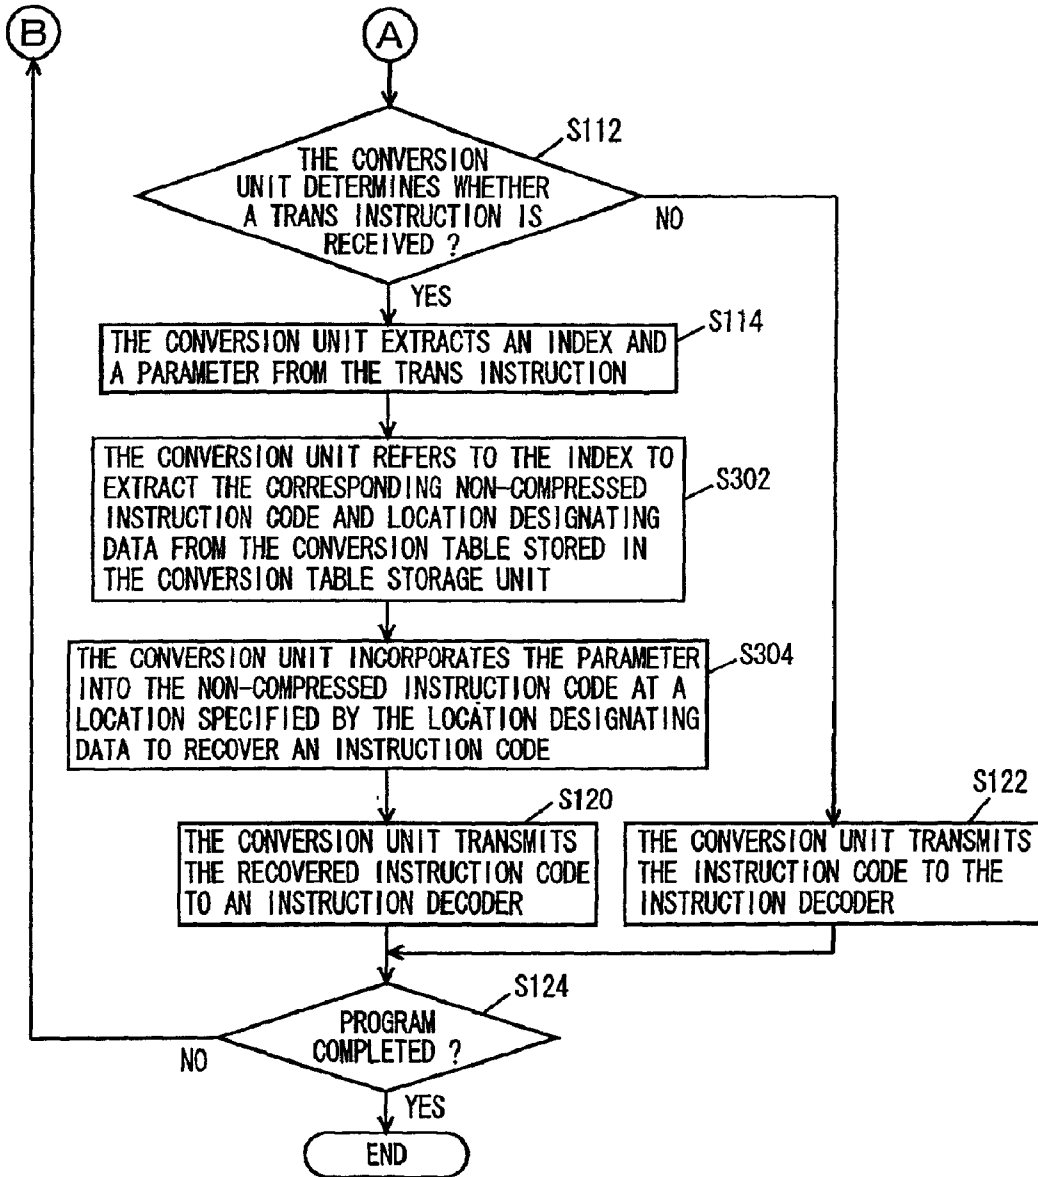 B
A
S112
THE CONVERSION
UNIT DETERMINES WHETHER
A TRANS INSTRUCTION IS
RECEIVED ?
NO
YES
S114
THE CONVERSION UNIT EXTRACTS AN INDEX AND
A PARAMETER FROM THE TRANS INSTRUCTION
S302
THE CONVERSION UNIT REFERS TO THE INDEX TO
EXTRACT THE CORRESPONDING NON-COMPRESSED
INSTRUCTION CODE AND LOCATION DESIGNATING
DATA FROM THE CONVERSION TABLE STORED IN
THE CONVERSION TABLE STORAGE UNIT
S304
THE CONVERSION UNIT INCORPORATES THE PARAMETER
INTO THE NON-COMPRESSED INSTRUCTION CODE AT A
LOCATION SPECIFIED BY THE LOCATION DESIGNATING
DATA TO RECOVER AN INSTRUCTION CODE
S120
THE CONVERSION UNIT TRANSMITS
THE RECOVERED INSTRUCTION CODE
TO AN INSTRUCTION DECODER
S122
THE CONVERSION UNIT TRANSMITS
THE INSTRUCTION CODE TO THE
INSTRUCTION DECODER
S124
PROGRAM
COMPLETED ?
NO
YES
END